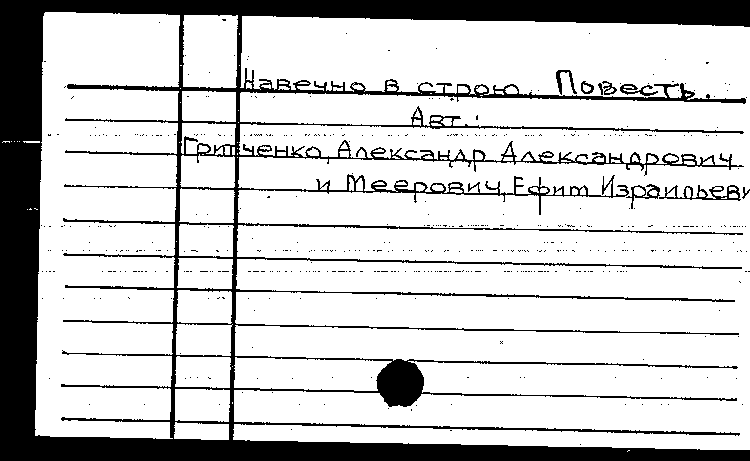 Навечно в строю. Повесть.
Авт.:
Гритченко, Александр Александрович
и Меерович, Ефим Израильеви